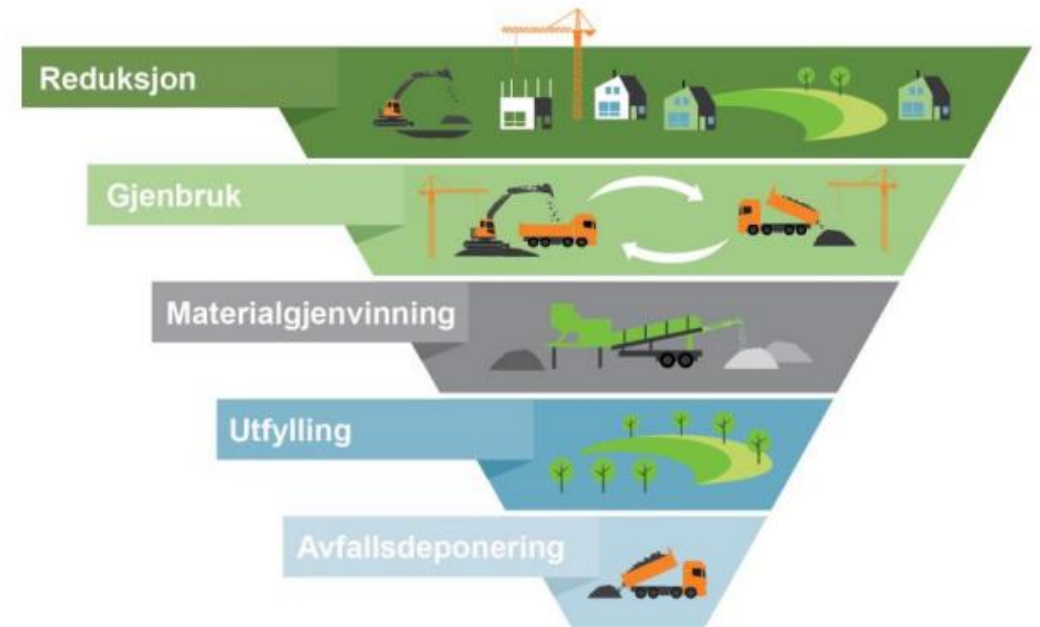 Reduksjon
Gjenbruk
Materialgjenvinning
Utfylling
Avfallsdeponering